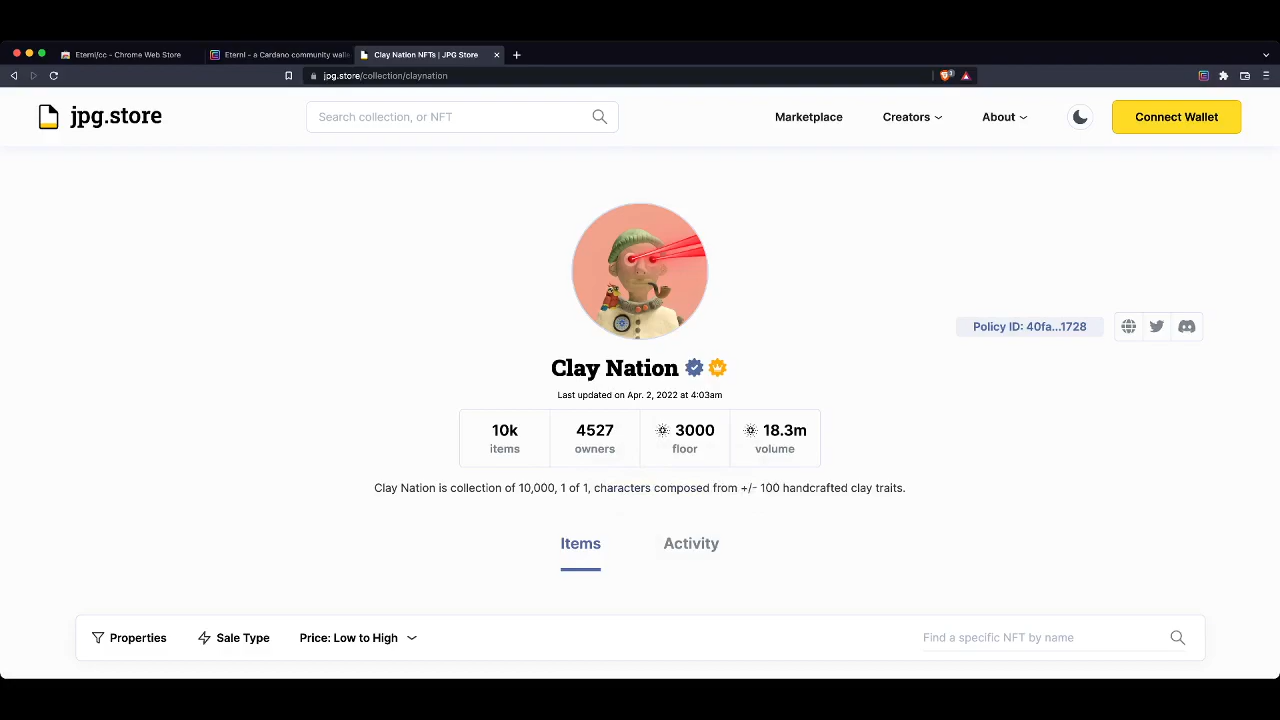 Eternl/cc - Chrome Web Store
Eternl - a Cardano community walle
Clay Nation NFTs | JPG Store
jpg.store/collection/claynation
jpg.store
Search collection, or NFT
Marketplace
Creators
About
Connect Wallet
Policy ID: 40fa...1728
Clay Nation
Last updated on Apr. 2, 2022 at 4:03am
10k 4527 3000 18.3m
items owners floor volume
Clay Nation is collection of 10,000, 1 of 1, characters composed from +/- 100 handcrafted clay traits.
Items Activity
Properties Sale Type Price: Low to High Find a specific NFT by name